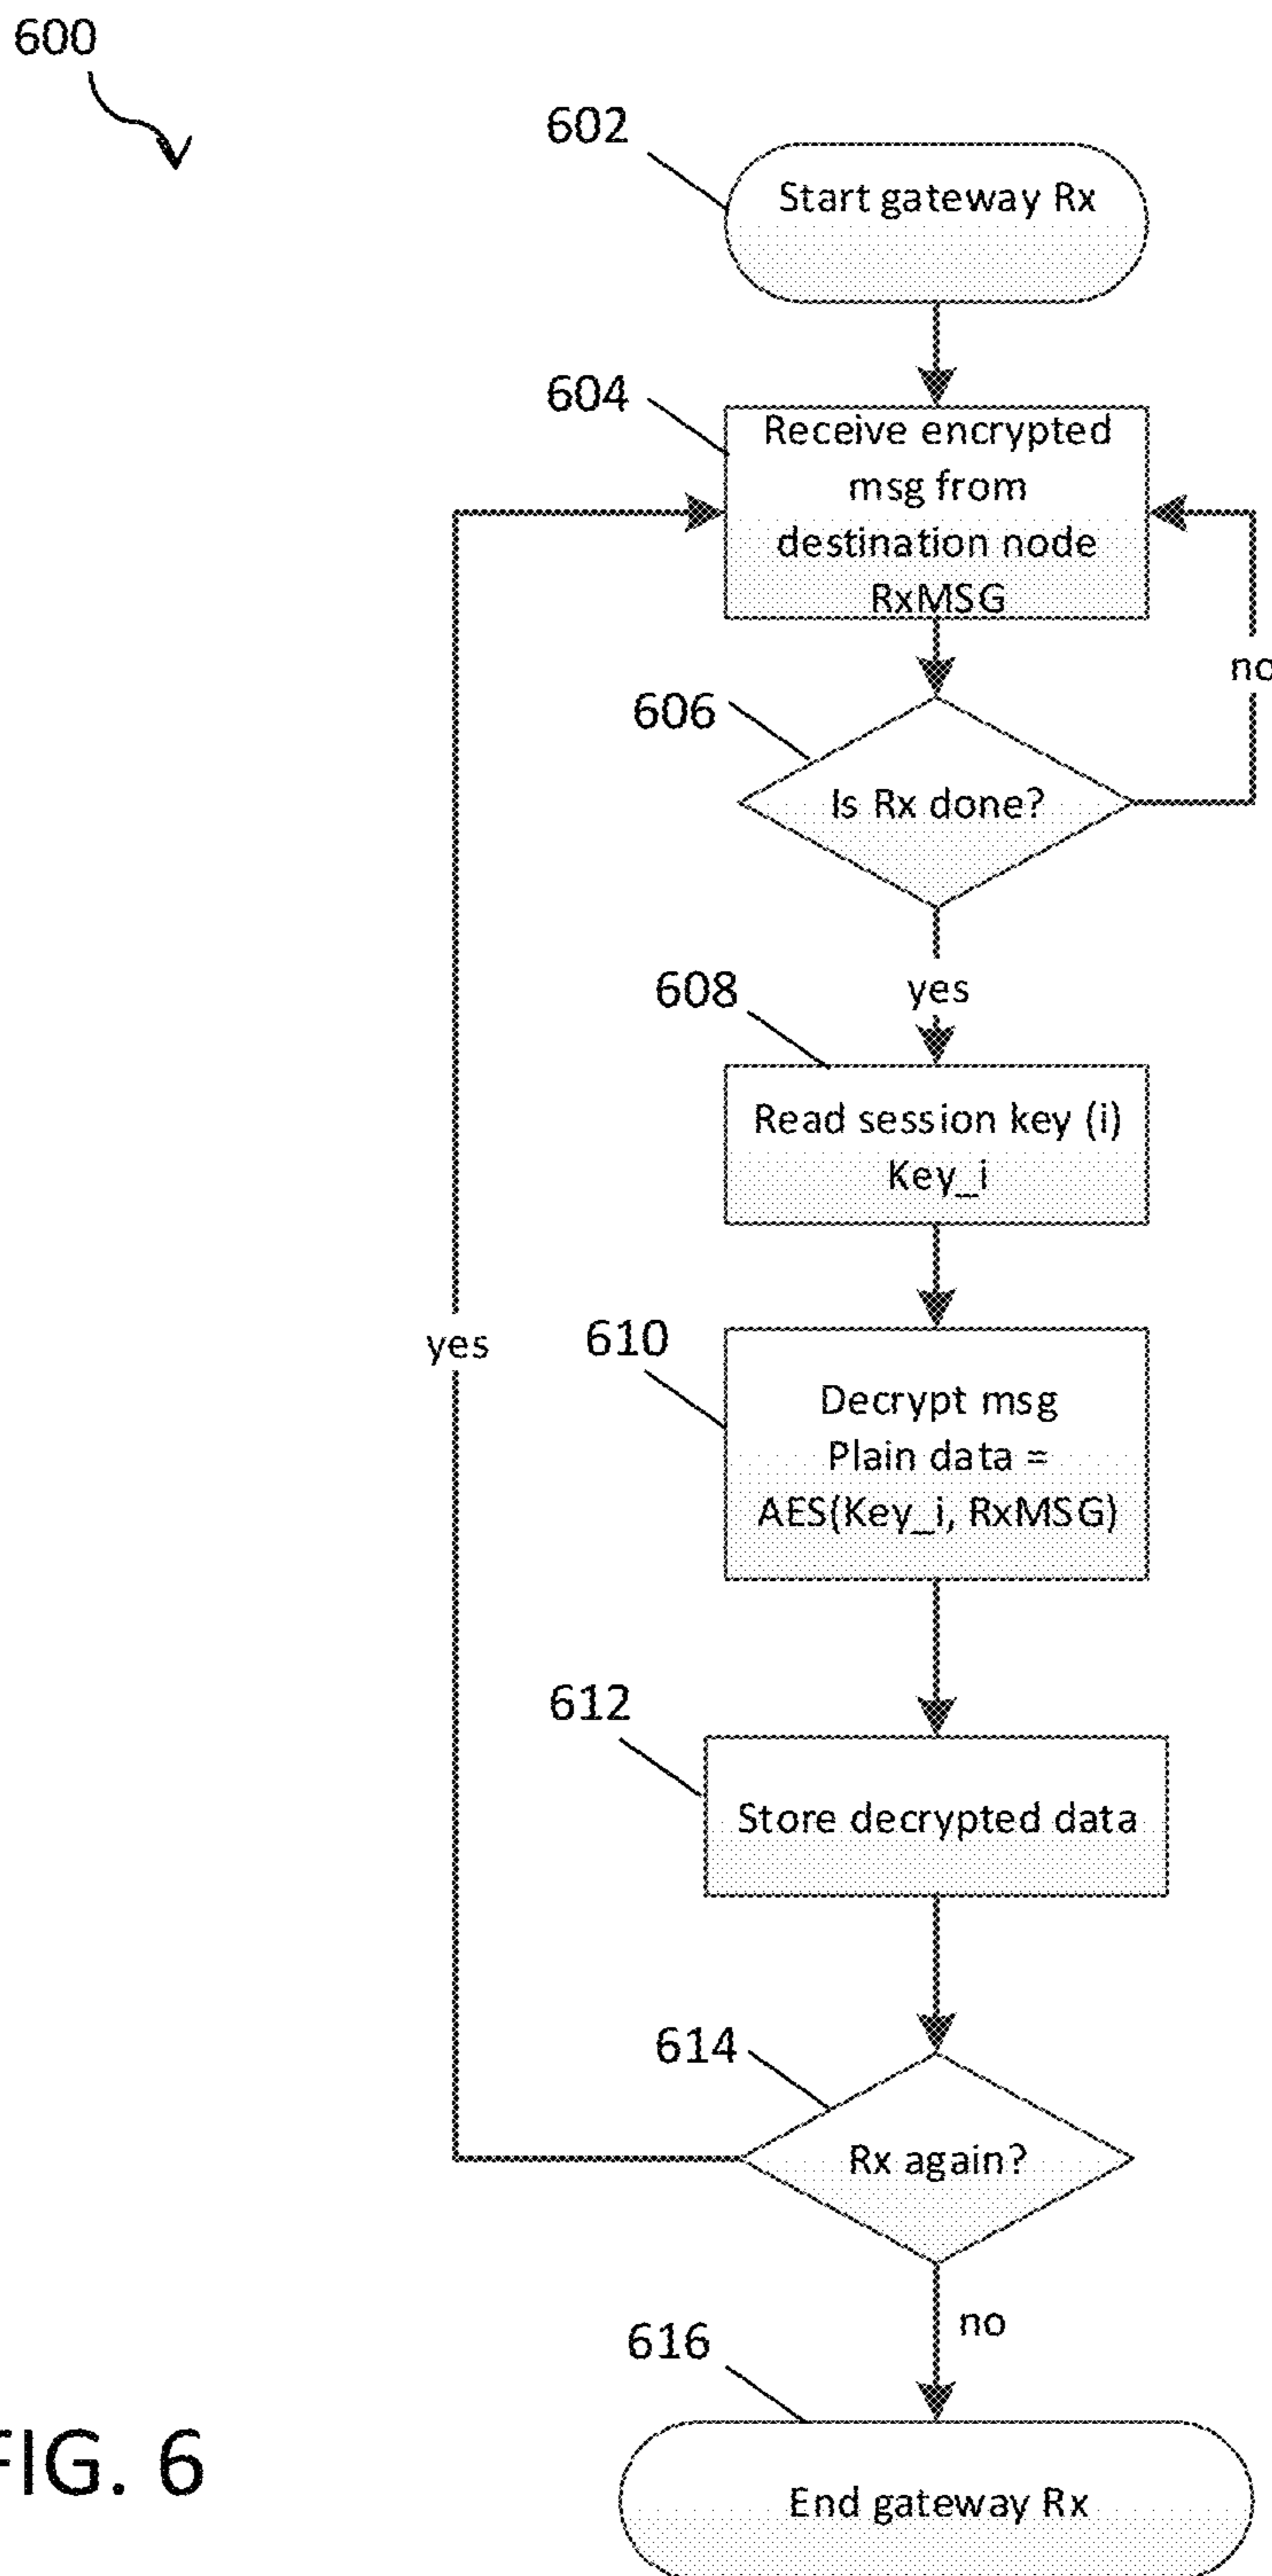 600
602
Start gateway Rx
604
Receive encrypted
msg from
destination node
RxMSG
no
606
Is Rx done?
yes
608
Read session key (i)
Key_i
610
Decrypt msg
Plain data =
AES(Key_i, RxMSG)
yes
612
Store decrypted data
614
Rx again?
no
616
End gateway Rx
FIG. 6